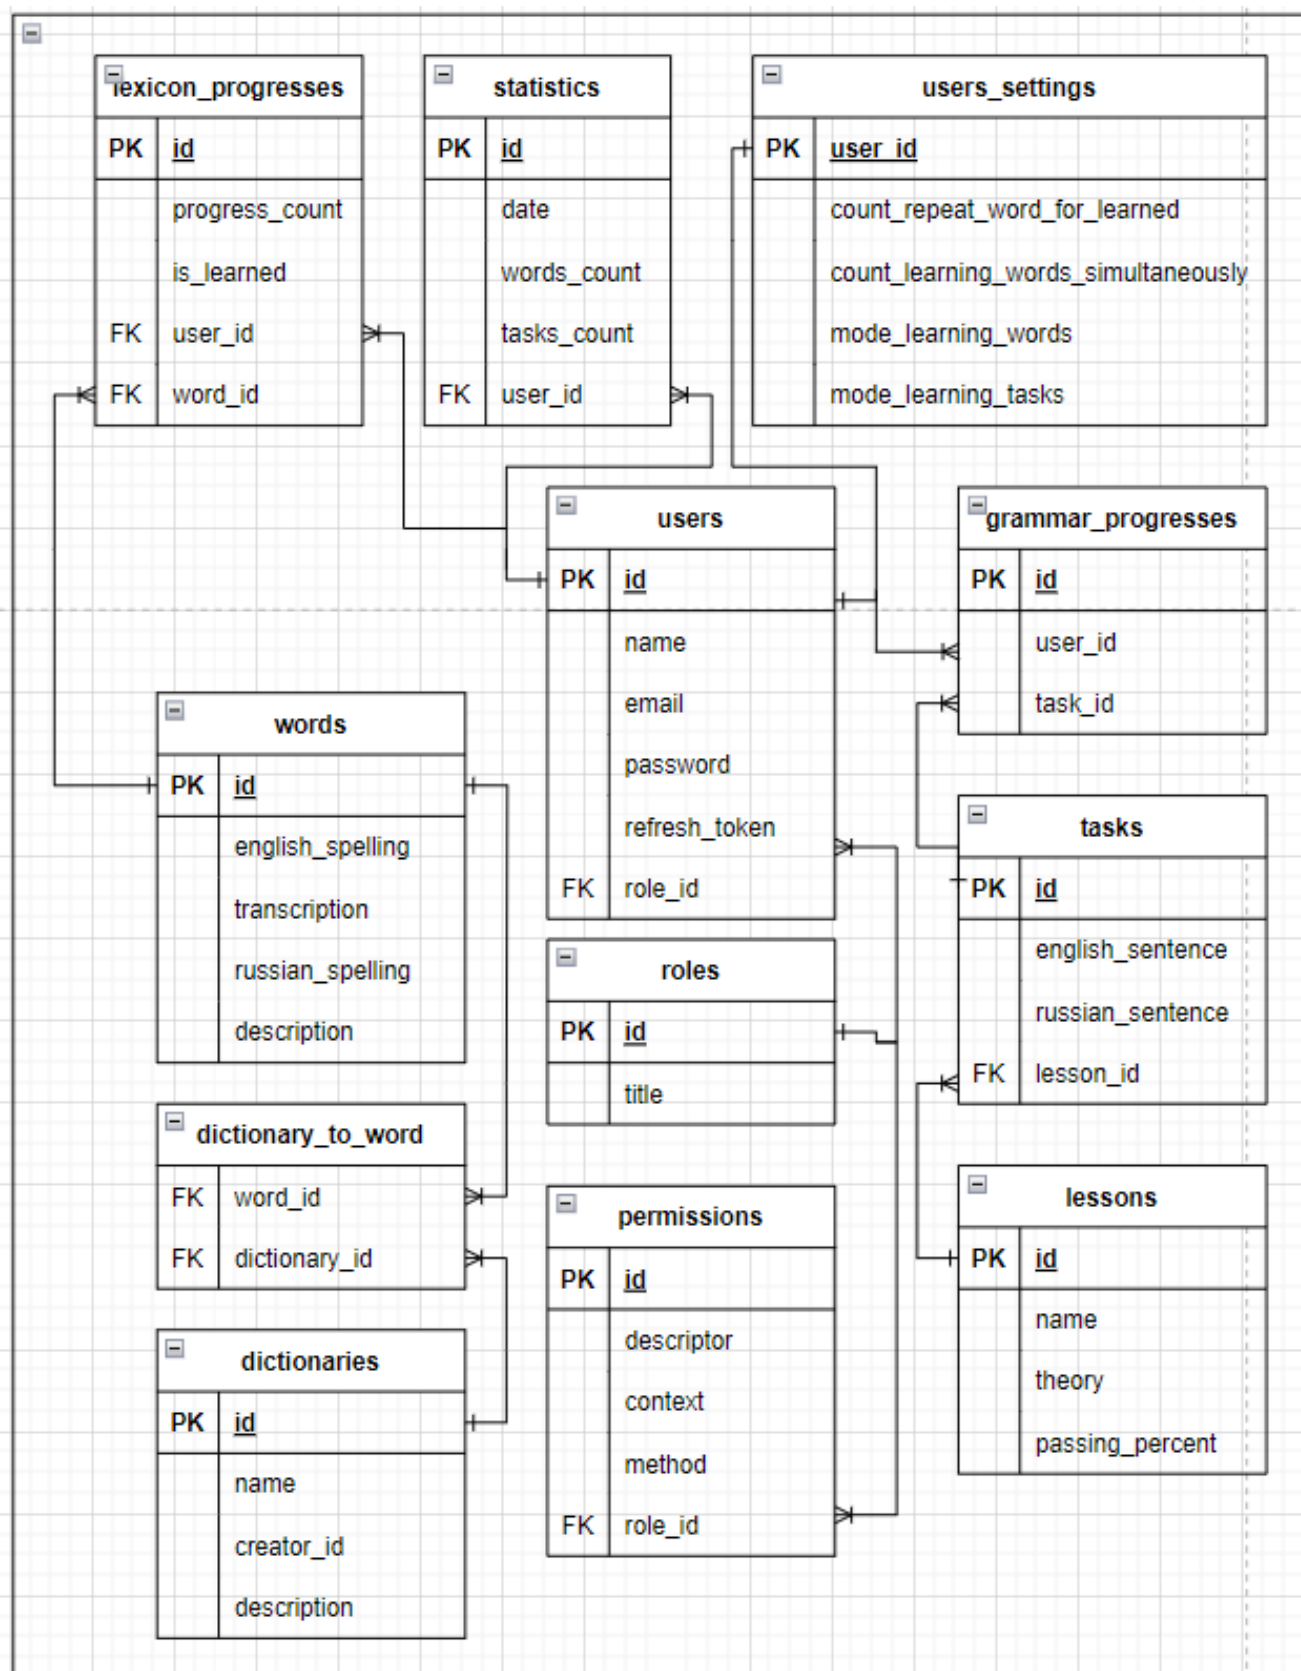 lexicon_progresses
PK id
progress_count
is_learned
FK user_id
FK word_id
statistics
PK id
date
words_count
tasks_count
FK user_id
users_settings
PK user_id
count_repeat_word_for_learned
count_learning_words_simultaneously
mode_learning_words
mode_learning_tasks
users
PK id
name
email
password
refresh_token
FK role_id
grammar_progresses
PK id
user_id
task_id
words
PK id
english_spelling
transcription
russian_spelling
description
tasks
PK id
english_sentence
russian_sentence
FK lesson_id
roles
PK id
title
dictionary_to_word
FK word_id
FK dictionary_id
permissions
PK id
descriptor
context
method
FK role_id
lessons
PK id
name
theory
passing_percent
dictionaries
PK id
name
creator_id
description